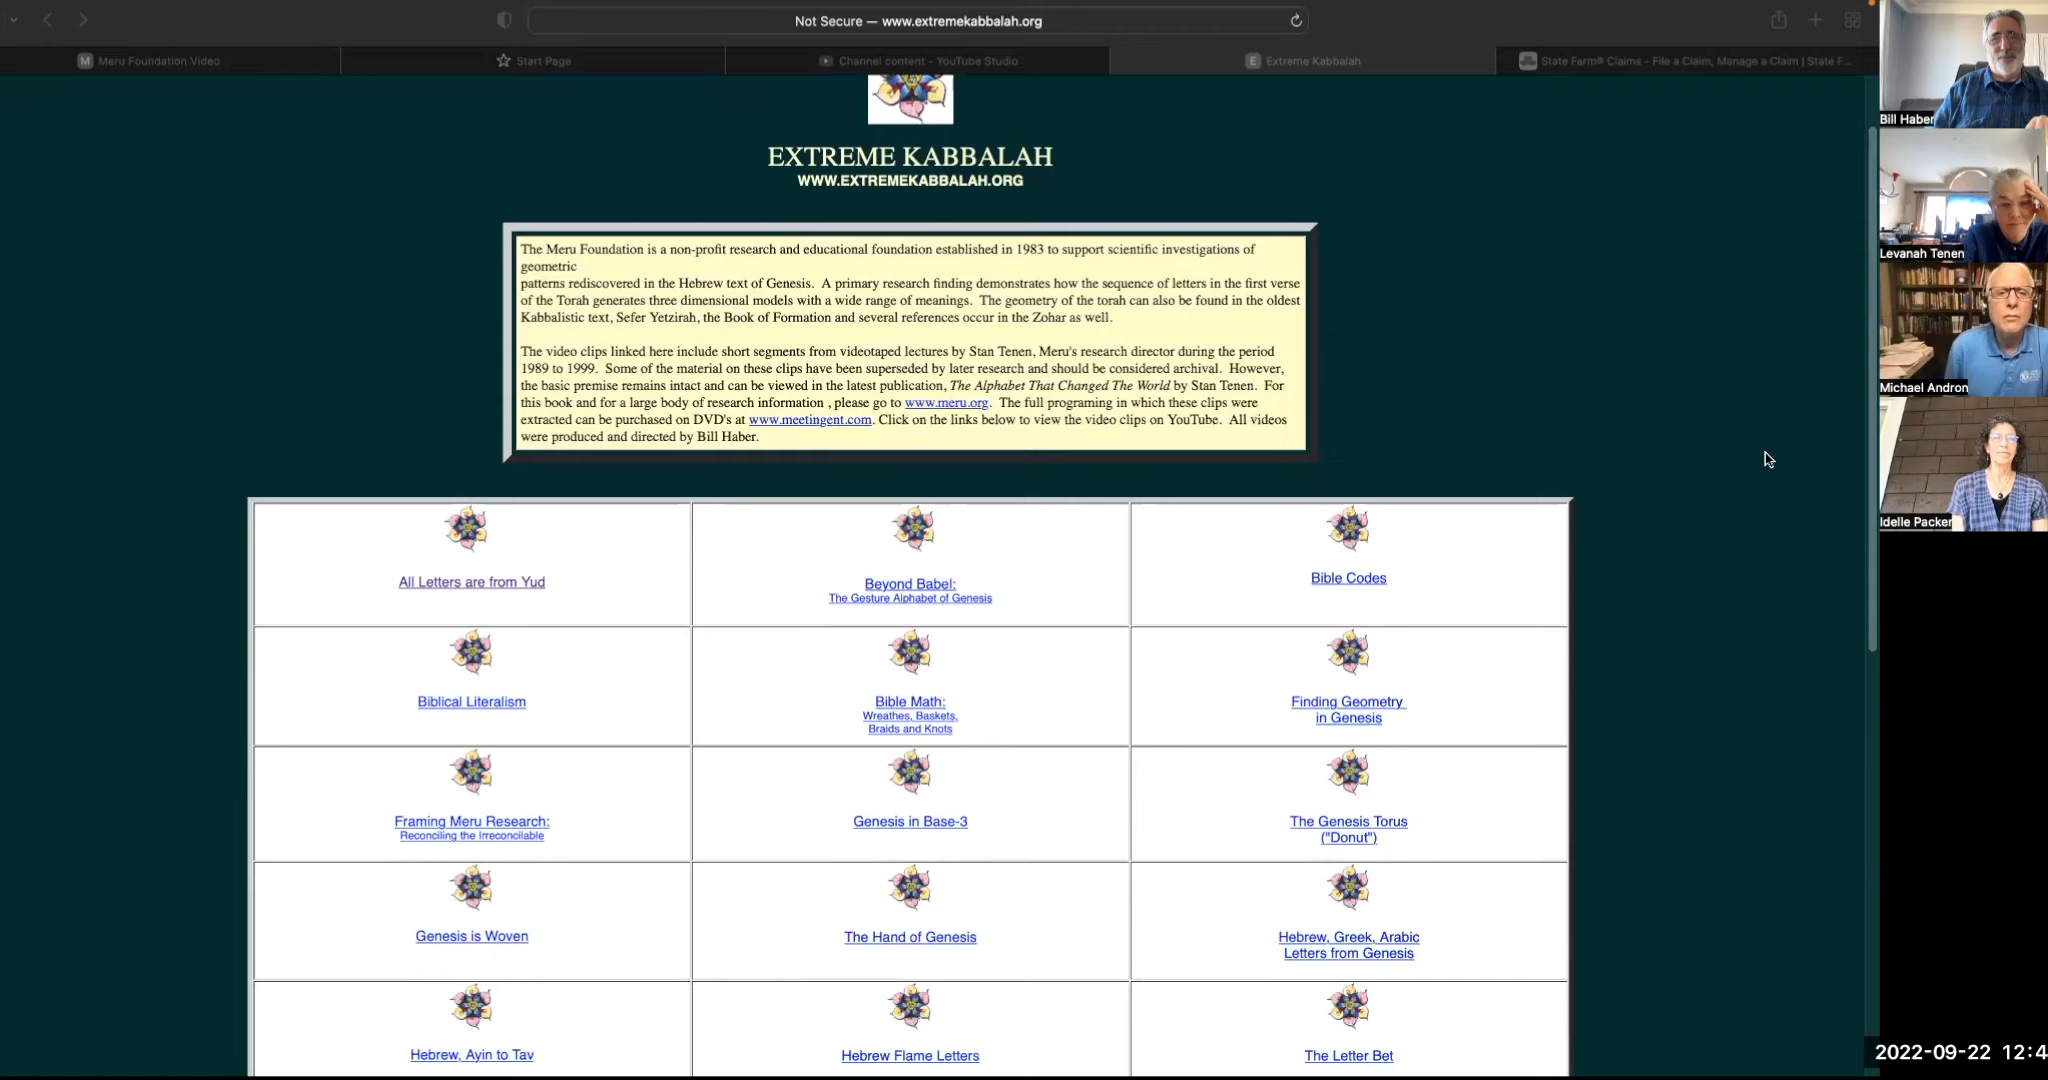 Not Secure — www.extremekabbalah.org
Meru Foundation Video
Start Page
Channel content - YouTube Studio
Extreme Kabbalah
State Farm® Claims - File a Claim, Manage a Claim | State F...
EXTREME KABBALAH
WWW.EXTREMEKABBALAH.ORG
The Meru Foundation is a non-profit research and educational foundation established in 1983 to support scientific investigations of
geometric
patterns rediscovered in the Hebrew text of Genesis. A primary research finding demonstrates how the sequence of letters in the first verse
of the Torah generates three dimensional models with a wide range of meanings. The geometry of the torah can also be found in the oldest
Kabbalistic text, Sefer Yetzirah, the Book of Formation and several references occur in the Zohar as well.
The video clips linked here include short segments from videotaped lectures by Stan Tenen, Meru's research director during the period
1989 to 1999. Some of the material on these clips have been superseded by later research and should be considered archival. However,
the basic premise remains intact and can be viewed in the latest publication, The Alphabet That Changed The World by Stan Tenen. For
this book and for a large body of research information , please go to www.meru.org. The full programing in which these clips were
extracted can be purchased on DVD's at www.meetingent.com. Click on the links below to view the video clips on YouTube. All videos
were produced and directed by Bill Haber.
All Letters are from Yud
Beyond Babel:
The Gesture Alphabet of Genesis
Bible Codes
Biblical Literalism
Bible Math:
Wreathes, Baskets,
Braids and Knots
Finding Geometry
in Genesis
Framing Meru Research:
Reconciling the Irreconcilable
Genesis in Base-3
The Genesis Torus
("Donut")
Genesis is Woven
The Hand of Genesis
Hebrew, Greek, Arabic
Letters from Genesis
Hebrew, Ayin to Tav
Hebrew Flame Letters
The Letter Bet
Bill Haber
Levanah Tenen
Michael Andron
Idelle Packer
2022-09-22 12:4